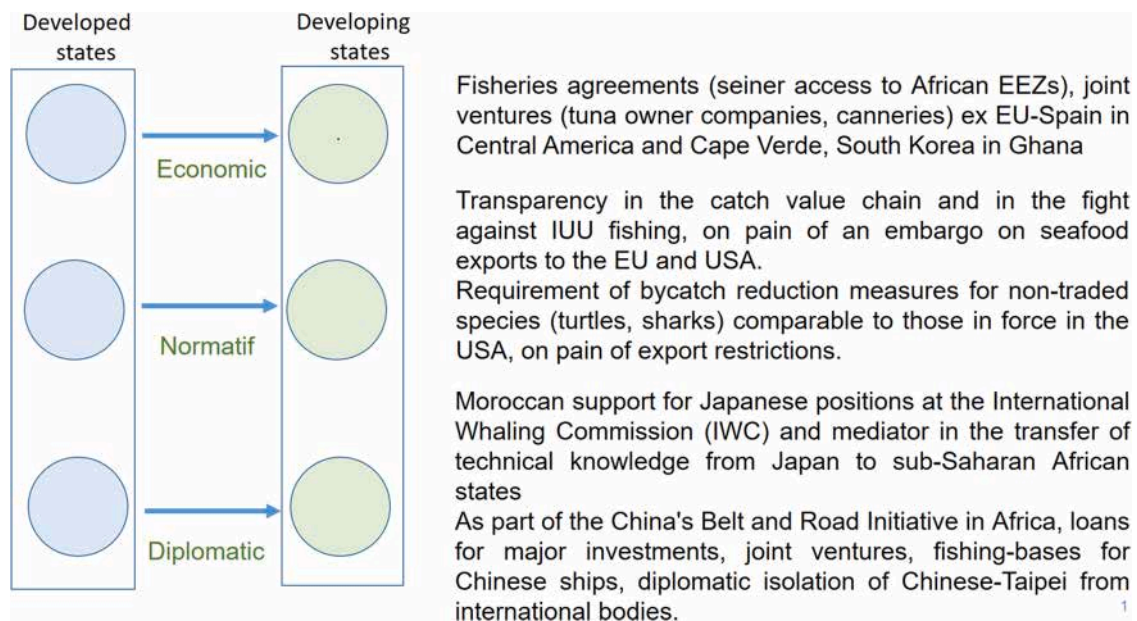 Developed
states
Developing
states
Economic
Normatif
Diplomatic
Fisheries agreements (seiner access to African EEZs), joint
ventures (tuna owner companies, canneries) ex EU-Spain in
Central America and Cape Verde, South Korea in Ghana
Transparency in the catch value chain and in the fight
against IUU fishing, on pain of an embargo on seafood
exports to the EU and USA.
Requirement of bycatch reduction measures for non-traded
species (turtles, sharks) comparable to those in force in the
USA, on pain of export restrictions.
Moroccan support for Japanese positions at the International
Whaling Commission (IWC) and mediator in the transfer of
technical knowledge from Japan to sub-Saharan African
states
As part of the China's Belt and Road Initiative in Africa, loans
for major investments, joint ventures, fishing-bases for
Chinese ships, diplomatic isolation of Chinese-Taipei from
international bodies.
1